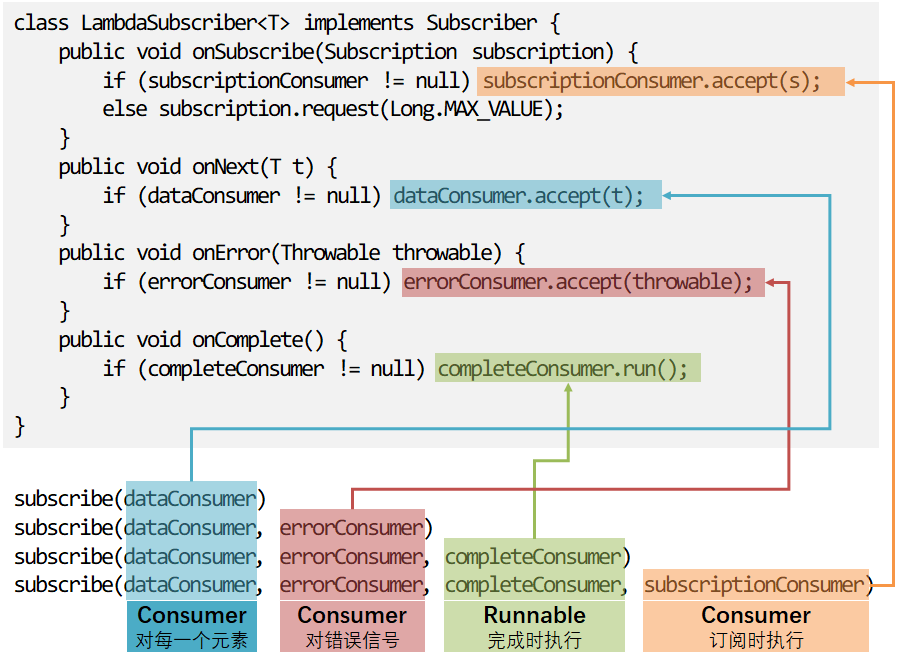 class LambdaSubscriber<T> implements Subscriber {
    public void onSubscribe(Subscription subscription) {
        if (subscriptionConsumer != null) subscriptionConsumer.accept(s);
        else subscription.request(Long.MAX_VALUE);
    }
    public void onNext(T t) {
        if (dataConsumer != null) dataConsumer.accept(t);
    }
    public void onError(Throwable throwable) {
        if (errorConsumer != null) errorConsumer.accept(throwable);
    }
    public void onComplete() {
        if (completeConsumer != null) completeConsumer.run();
    }
}
subscribe(dataConsumer)
subscribe(dataConsumer, errorConsumer)
subscribe(dataConsumer, errorConsumer, completeConsumer)
subscribe(dataConsumer, errorConsumer, completeConsumer, subscriptionConsumer)
Consumer Consumer Runnable Consumer
对每一个元素 对错误信号 完成时执行 订阅时执行